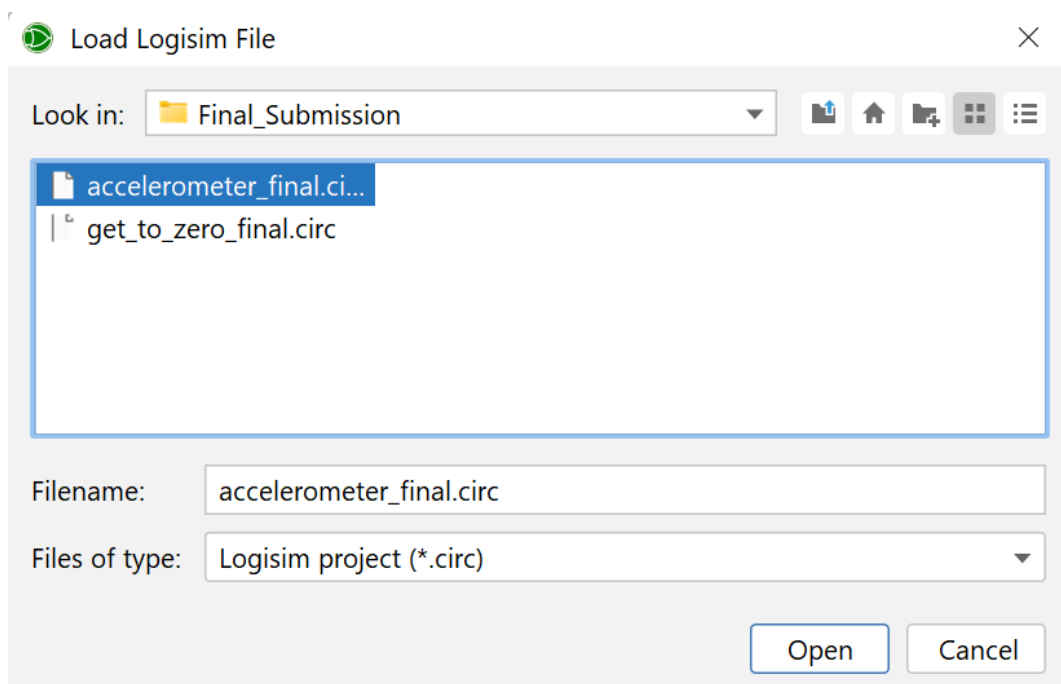 Load Logisim File
Look in: Final_Submission
accelerometer_final.ci...
get_to_zero_final.circ
Filename: accelerometer_final.circ
Files of type: Logisim project (*.circ)
Open Cancel